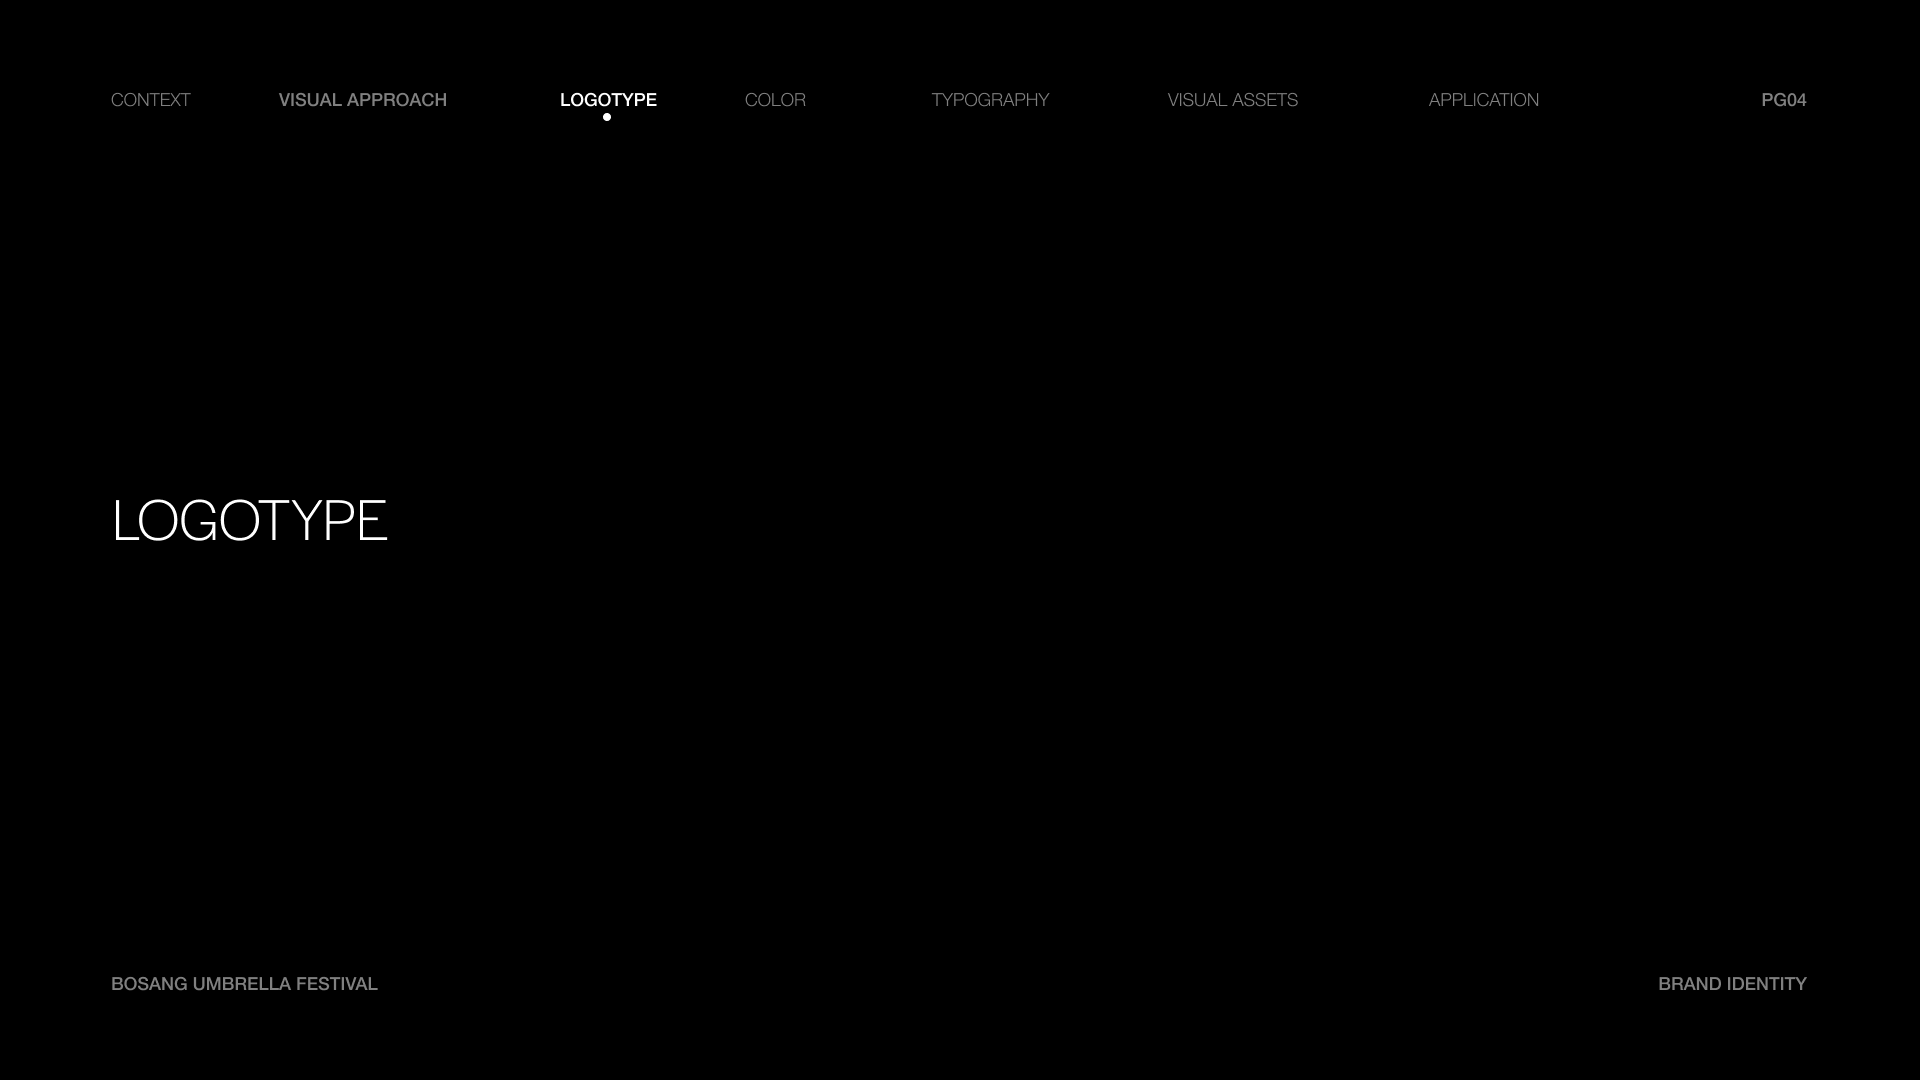 CONTEXT VISUAL APPROACH LOGOTYPE COLOR TYPOGRAPHY VISUAL ASSETS APPLICATION PG04
LOGOTYPE
BOSANG UMBRELLA FESTIVAL BRAND IDENTITY